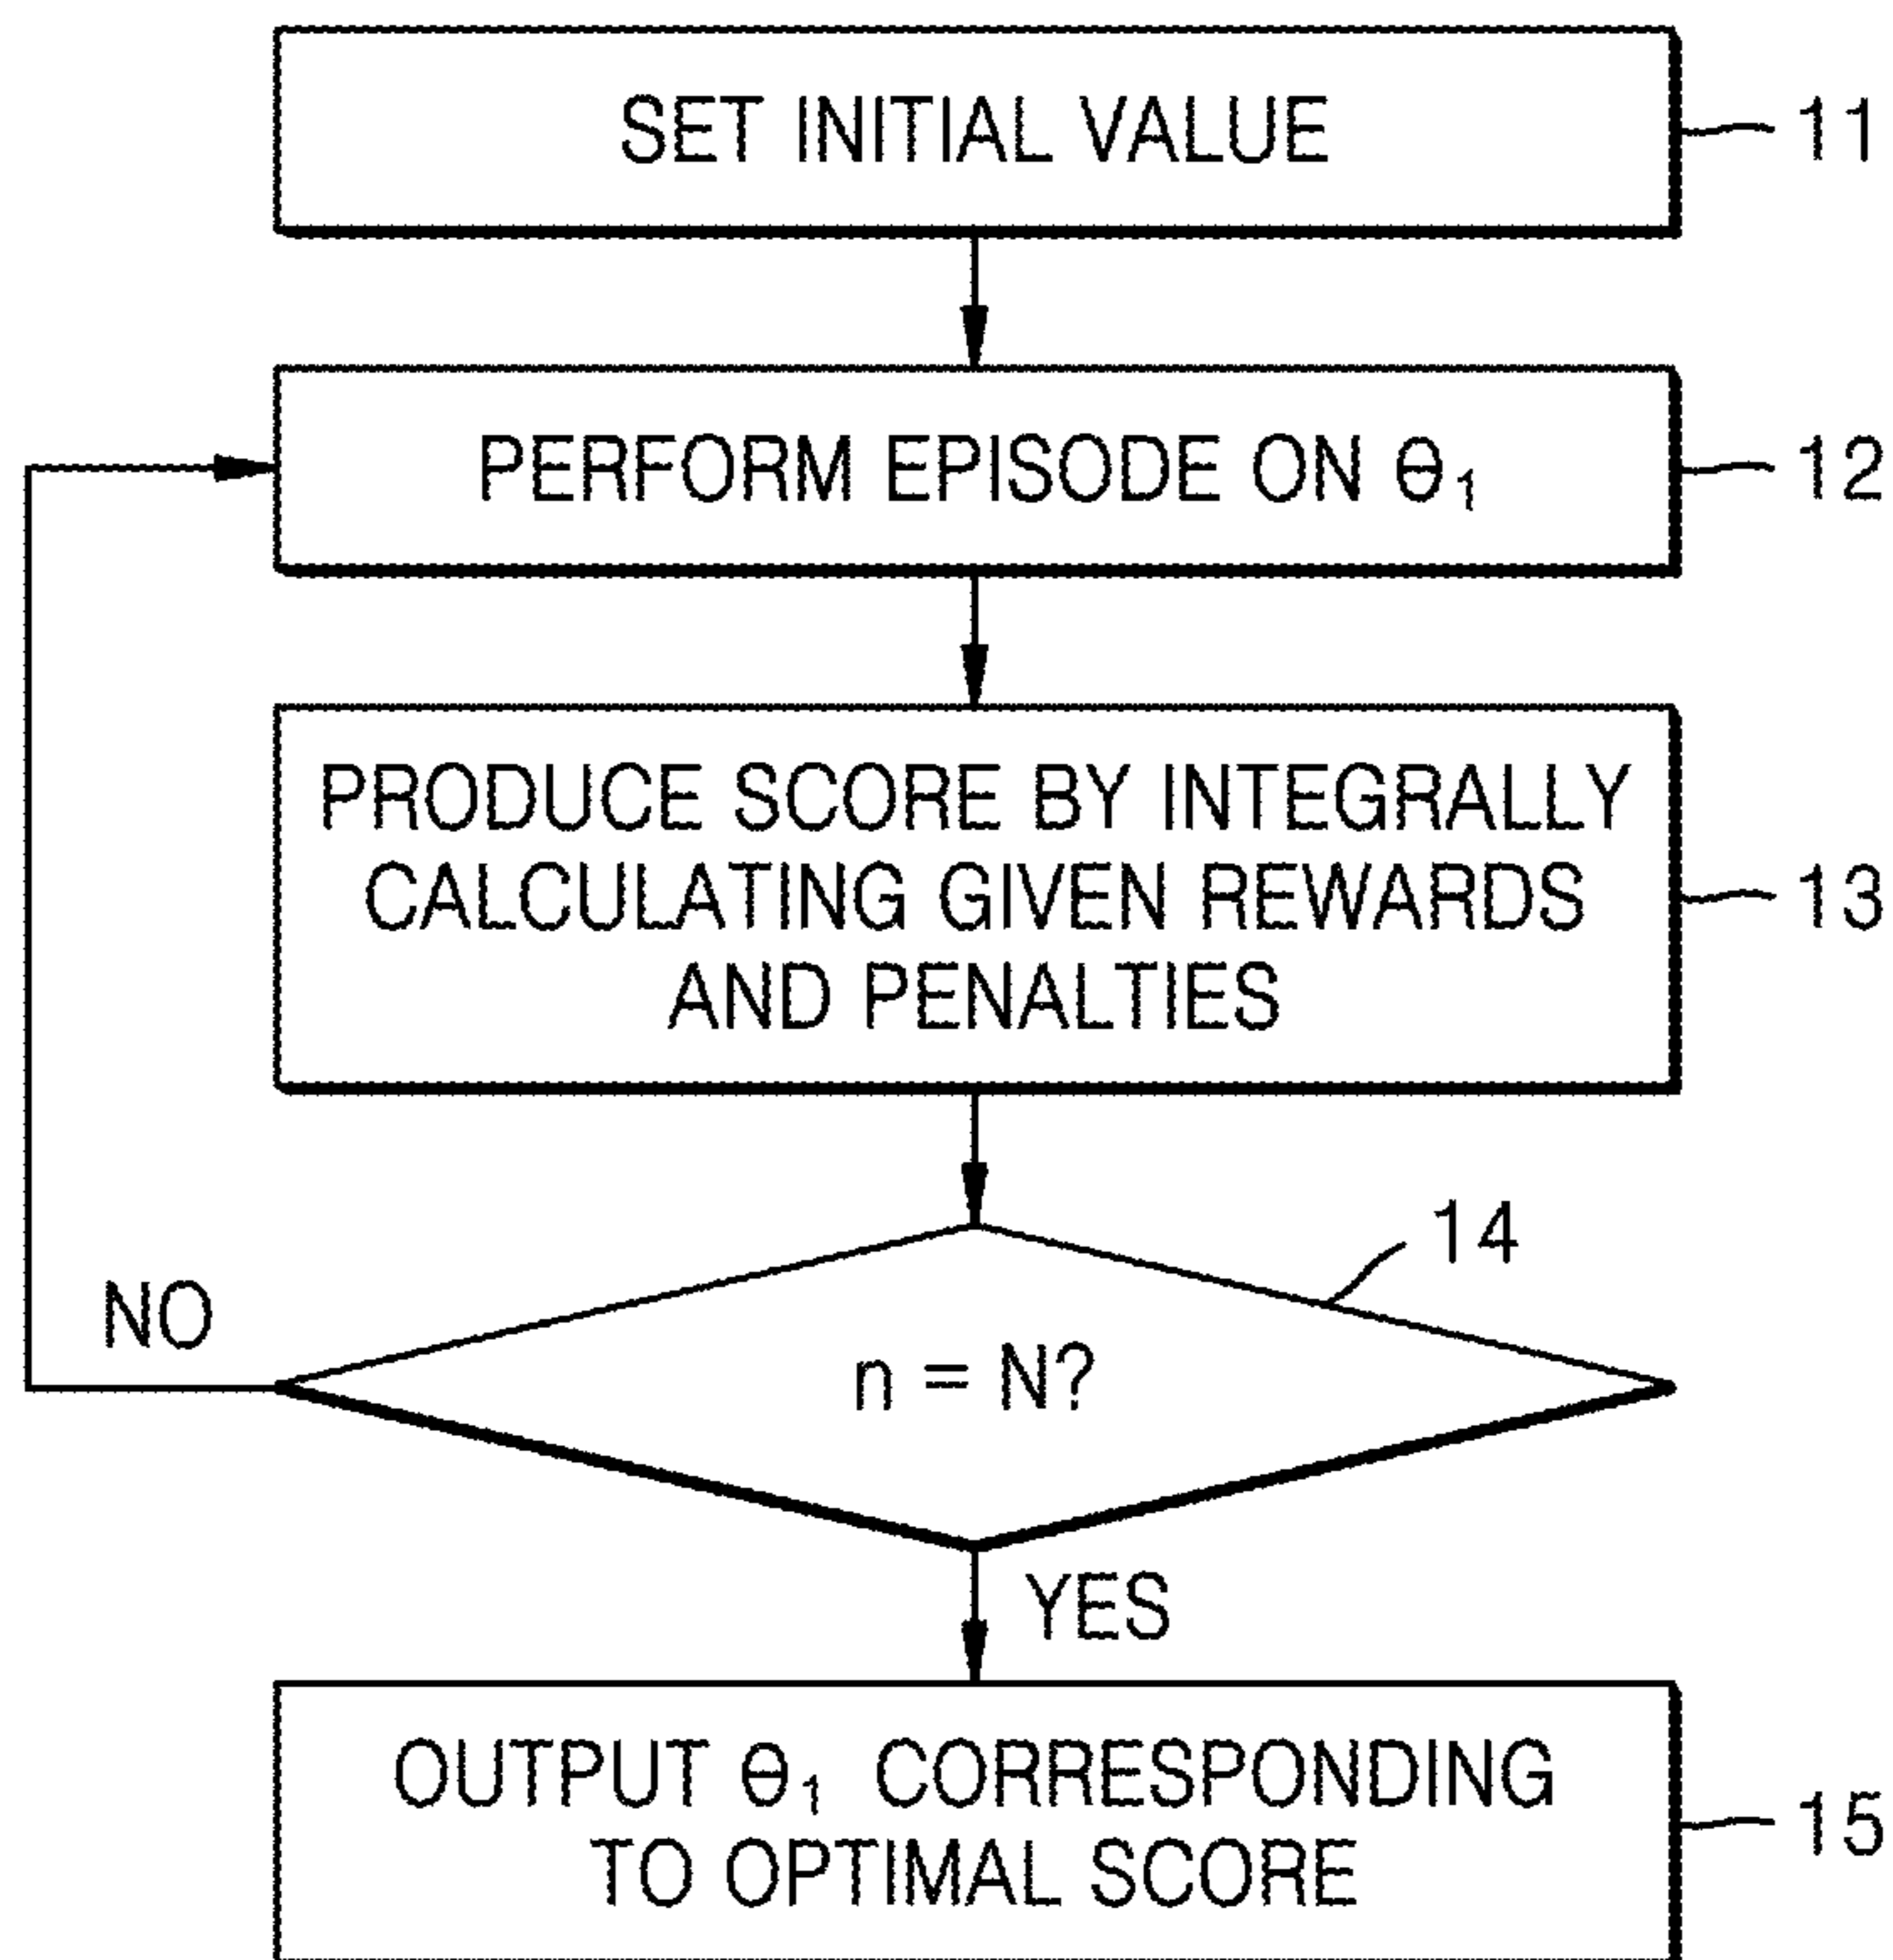 SET INITIAL VALUE
11
PERFORM EPISODE ON θ₁
12
PRODUCE SCORE BY INTEGRALLY
CALCULATING GIVEN REWARDS
AND PENALTIES
13
14
NO
n = N?
YES
OUTPUT θ₁ CORRESPONDING
TO OPTIMAL SCORE
15